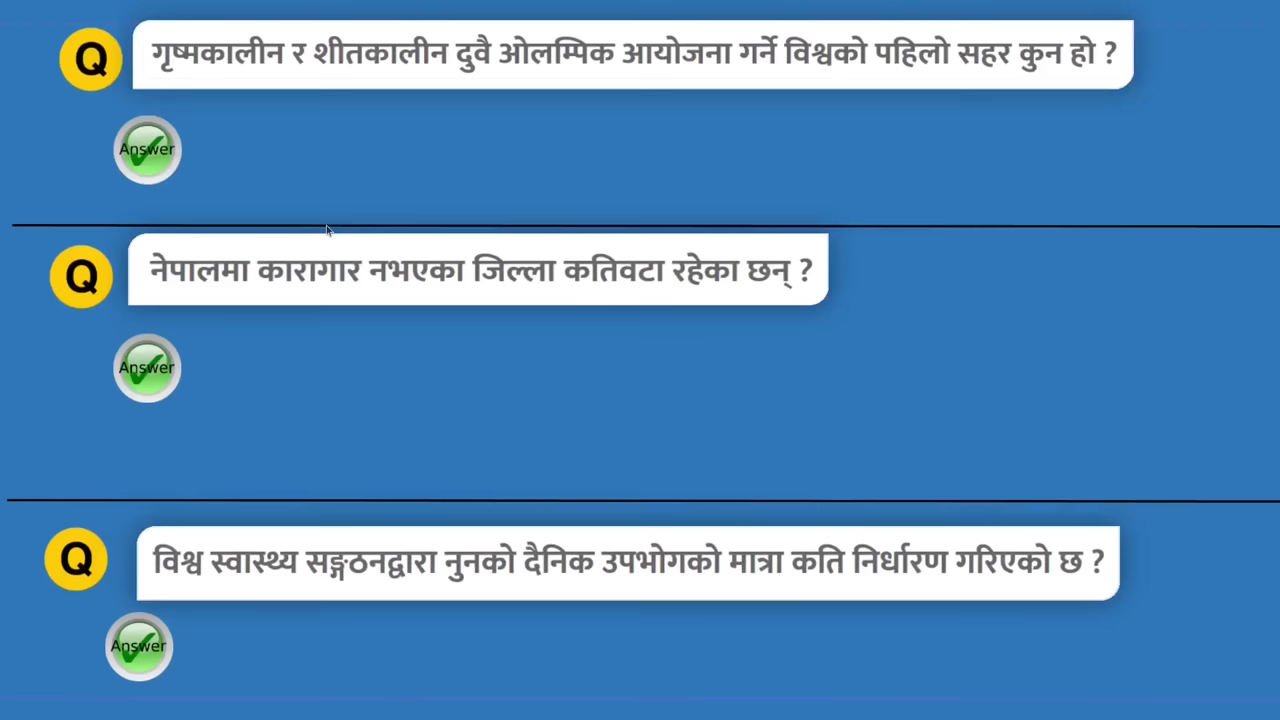 Q गृष्मकालीन र शीतकालीन दुवै ओलम्पिक आयोजना गर्ने विश्वको पहिलो सहर कुन हो ?
Answer
Q नेपालमा कारागार नभएका जिल्ला कतिवटा रहेका छन् ?
Answer
Q विश्व स्वास्थ्य सङ्गठनद्वारा नुनको दैनिक उपभोगको मात्रा कति निर्धारण गरिएको छ ?
Answer